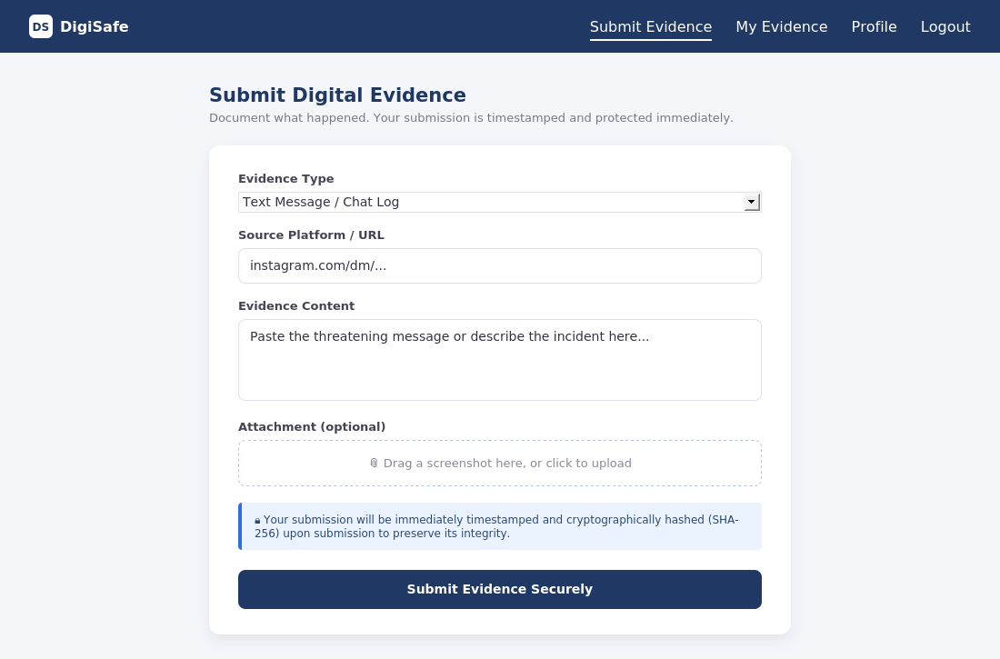 DS DigiSafe Submit Evidence My Evidence Profile Logout
Submit Digital Evidence
Document what happened. Your submission is timestamped and protected immediately.
Evidence Type
Text Message / Chat Log
Source Platform / URL
instagram.com/dm/...
Evidence Content
Paste the threatening message or describe the incident here...
Attachment (optional)
Drag a screenshot here, or click to upload
Your submission will be immediately timestamped and cryptographically hashed (SHA-
256) upon submission to preserve its integrity.
Submit Evidence Securely